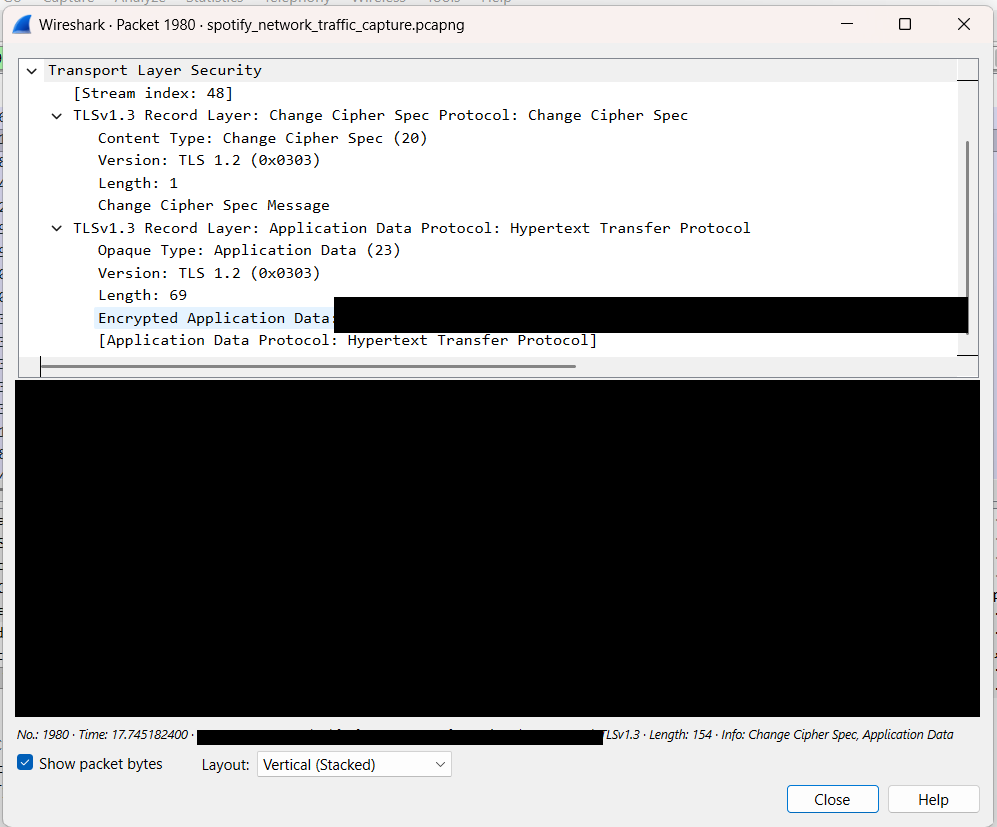 Wireshark · Packet 1980 · spotify_network_traffic_capture.pcapng
Transport Layer Security
[Stream index: 48]
TLSv1.3 Record Layer: Change Cipher Spec Protocol: Change Cipher Spec
Content Type: Change Cipher Spec (20)
Version: TLS 1.2 (0x0303)
Length: 1
Change Cipher Spec Message
TLSv1.3 Record Layer: Application Data Protocol: Hypertext Transfer Protocol
Opaque Type: Application Data (23)
Version: TLS 1.2 (0x0303)
Length: 69
Encrypted Application Data:
[Application Data Protocol: Hypertext Transfer Protocol]
No.: 1980 · Time: 17.745182400 · TLSv1.3 · Length: 154 · Info: Change Cipher Spec, Application Data
Show packet bytes
Layout: Vertical (Stacked)
Close Help